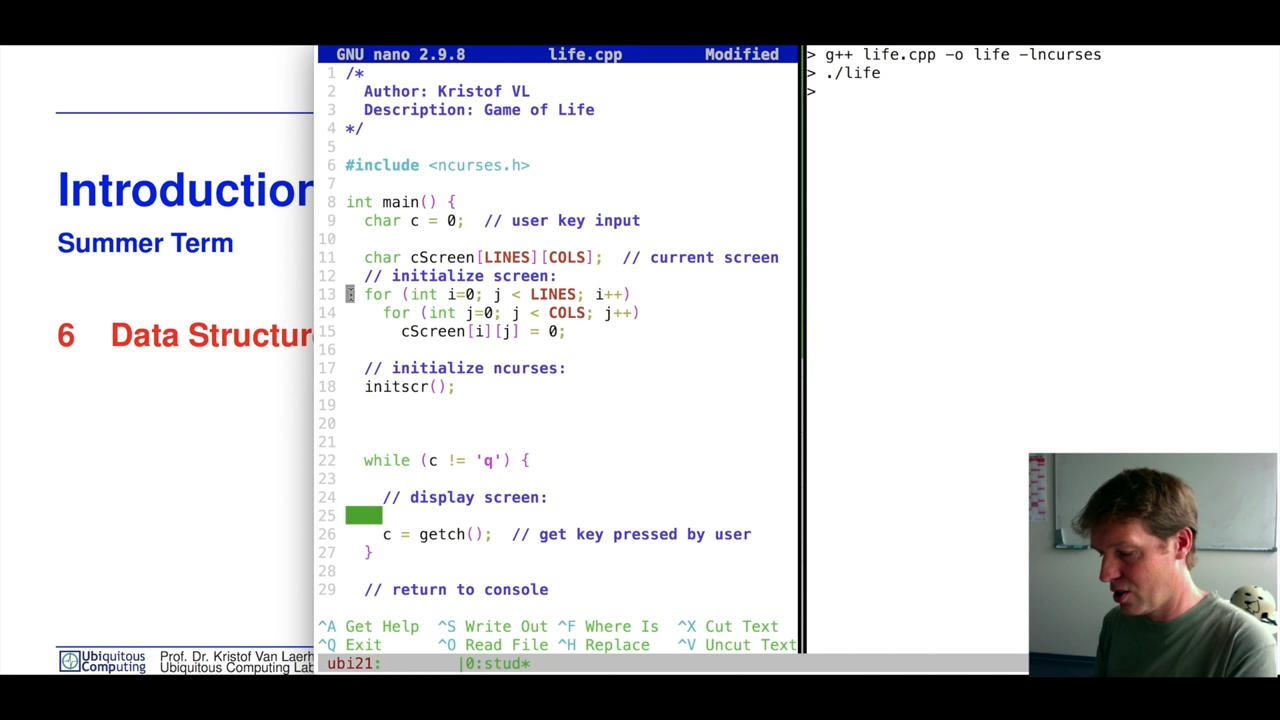 Introduction
Summer Term
6 Data Structur
Ubiquitous
Computing
Prof. Dr. Kristof Van Laerh
Ubiquitous Computing Lab
GNU nano 2.9.8 life.cpp Modified
1 /*
2 Author: Kristof VL
3 Description: Game of Life
4 */
5
6 #include <ncurses.h>
7
8 int main() {
9 char c = 0; // user key input
10
11 char cScreen[LINES][COLS]; // current screen
12 // initialize screen:
13 for (int i=0; j < LINES; i++)
14 for (int j=0; j < COLS; j++)
15 cScreen[i][j] = 0;
16
17 // initialize ncurses:
18 initscr();
19
20
21
22 while (c != 'q') {
23
24 // display screen:
25
26 c = getch(); // get key pressed by user
27 }
28
29 // return to console
^A Get Help ^S Write Out ^F Where Is ^X Cut Text
^Q Exit ^O Read File ^H Replace ^V Uncut Text
ubi21: |0:stud*
> g++ life.cpp -o life -lncurses
> ./life
>